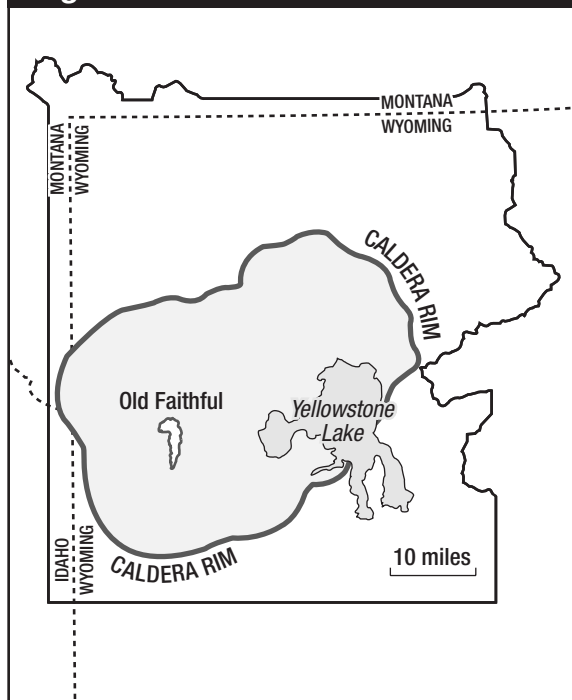 MONTANA
WYOMING
MONTANA
WYOMING
CALDERA RIM
Old Faithful
Yellowstone
Lake
10 miles
IDAHO
WYOMING
CALDERA RIM